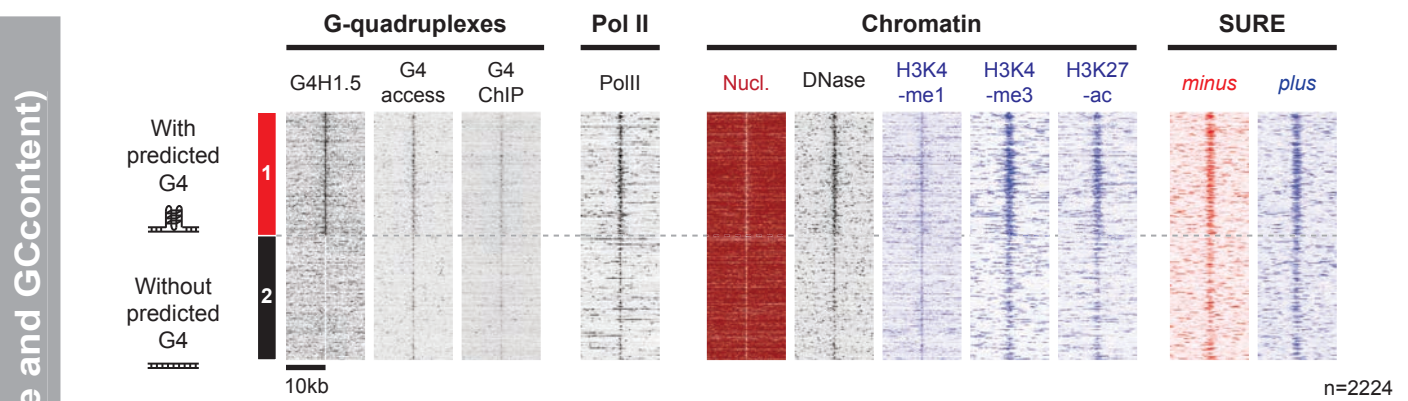 G-quadruplexes
Pol II
Chromatin
SURE
G4H1.5
G4
access
G4
ChIP
PolII
Nucl.
DNase
H3K4
-me1
H3K4
-me3
H3K27
-ac
minus
plus
With
predicted
G4
1
Without
predicted
G4
2
10kb
n=2224
e and GCcontent)